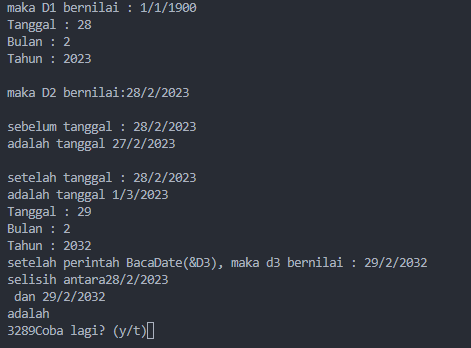 maka D1 bernilai : 1/1/1900
Tanggal : 28
Bulan : 2
Tahun : 2023
maka D2 bernilai:28/2/2023
sebelum tanggal : 28/2/2023
adalah tanggal 27/2/2023
setelah tanggal : 28/2/2023
adalah tanggal 1/3/2023
Tanggal : 29
Bulan : 2
Tahun : 2032
setelah perintah BacaDate(&D3), maka d3 bernilai : 29/2/2032
selisih antara28/2/2023
 dan 29/2/2032
adalah
3289Coba lagi? (y/t)